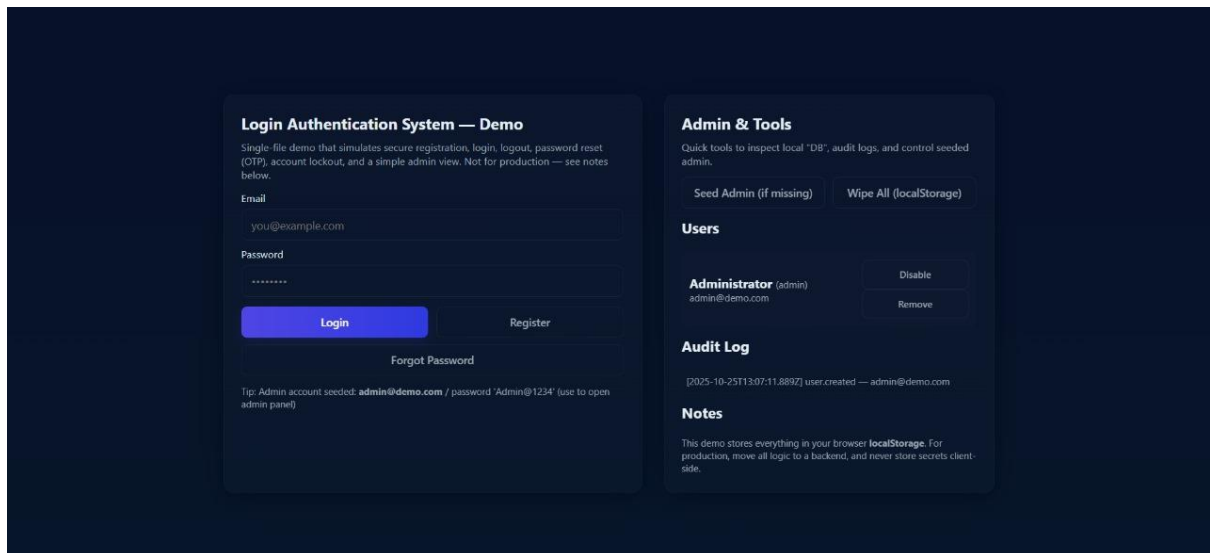 Login Authentication System — Demo
Single-file demo that simulates secure registration, login, logout, password reset
(OTP), account lockout, and a simple admin view. Not for production — see notes
below.
Email
you@example.com
Password
••••••••
Login Register
Forgot Password
Tip: Admin account seeded: admin@demo.com / password 'Admin@1234' (use to open
admin panel)
Admin & Tools
Quick tools to inspect local "DB", audit logs, and control seeded
admin.
Seed Admin (if missing) Wipe All (localStorage)
Users
Administrator (admin)
admin@demo.com
Disable
Remove
Audit Log
[2025-10-25T13:07:11.889Z] user.created — admin@demo.com
Notes
This demo stores everything in your browser localStorage. For
production, move all logic to a backend, and never store secrets client-
side.